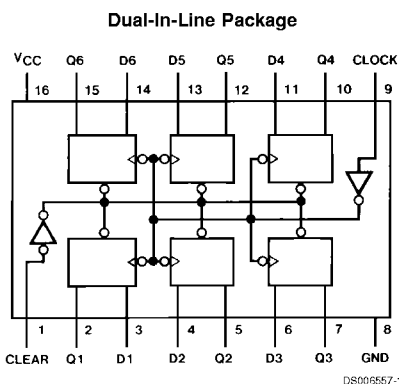 Dual-In-Line Package
VCC Q6 D6 D5 Q5 D4 Q4 CLOCK
16 15 14 13 12 11 10 9
1 2 3 4 5 6 7 8
CLEAR Q1 D1 D2 Q2 D3 Q3 GND
DS006557-1